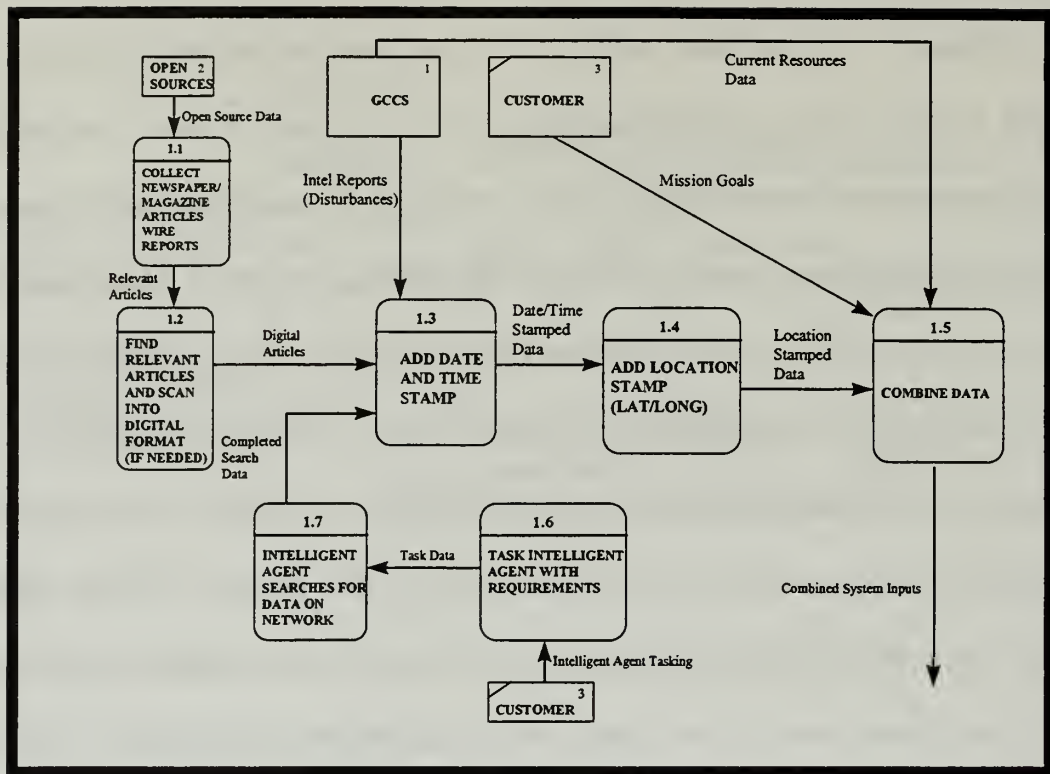 OPEN 2
SOURCES
Open Source Data
1.1
COLLECT
NEWSPAPER/
MAGAZINE
ARTICLES
WIRE
REPORTS
Relevant
Articles
1.2
FIND
RELEVANT
ARTICLES
AND SCAN
INTO
DIGITAL
FORMAT
(IF NEEDED)
Digital
Articles
1
GCCS
Intel Reports
(Disturbances)
3
CUSTOMER
Mission Goals
Current Resources
Data
1.3
ADD DATE
AND TIME
STAMP
Date/Time
Stamped
Data
1.4
ADD LOCATION
STAMP
(LAT/LONG)
Location
Stamped
Data
1.5
COMBINE DATA
Completed
Search
Data
1.7
INTELLIGENT
AGENT
SEARCHES FOR
DATA ON
NETWORK
Task Data
1.6
TASK INTELLIGENT
AGENT WITH
REQUIREMENTS
Intelligent Agent Tasking
3
CUSTOMER
Combined System Inputs